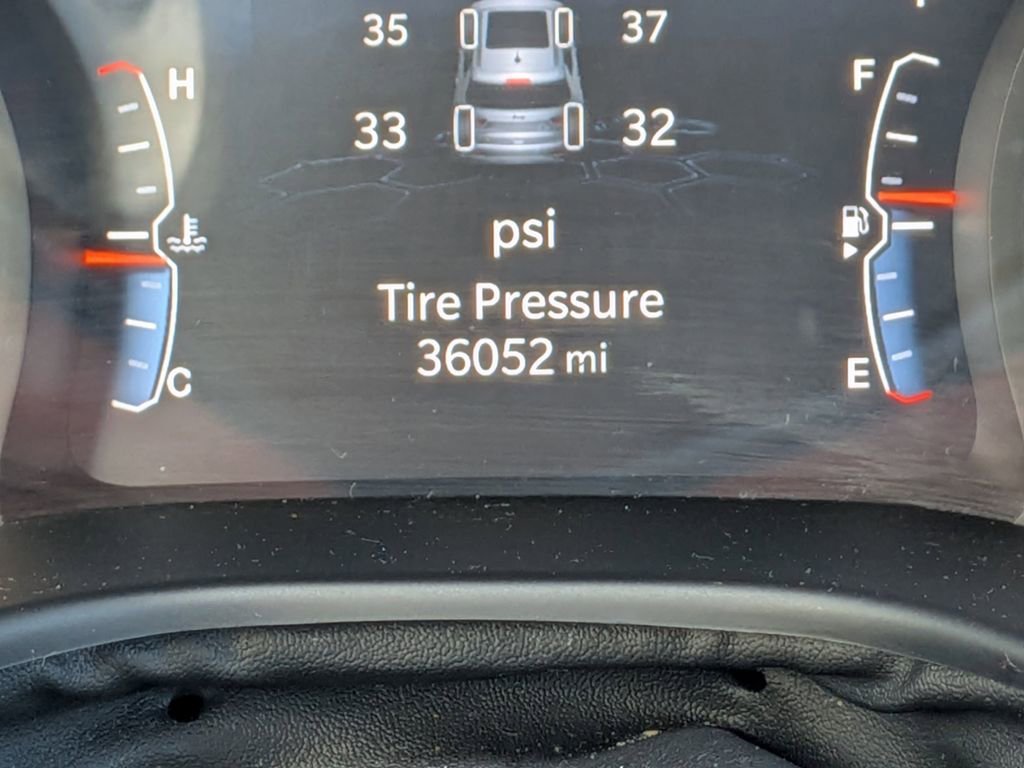 35 37
H F
33 32
psi
Tire Pressure
36052 mi
C E